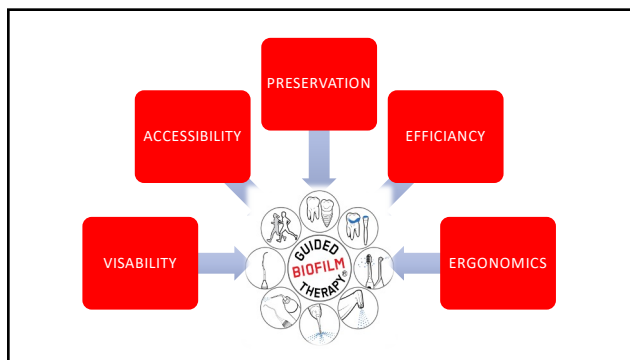 PRESERVATION
ACCESSIBILITY
EFFICIANCY
VISABILITY
ERGONOMICS
GUIDED
BIOFILM
THERAPY®